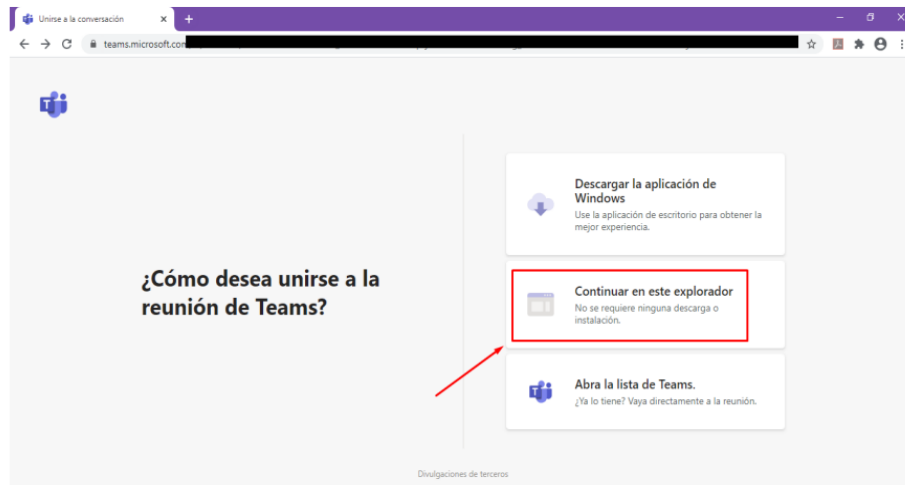 Unirse a la conversación
teams.microsoft.com
¿Cómo desea unirse a la
reunión de Teams?
Descargar la aplicación de
Windows
Use la aplicación de escritorio para obtener la
mejor experiencia.
Continuar en este explorador
No se requiere ninguna descarga o
instalación.
Abra la lista de Teams.
¿Ya lo tiene? Vaya directamente a la reunión.
Divulgaciones de terceros